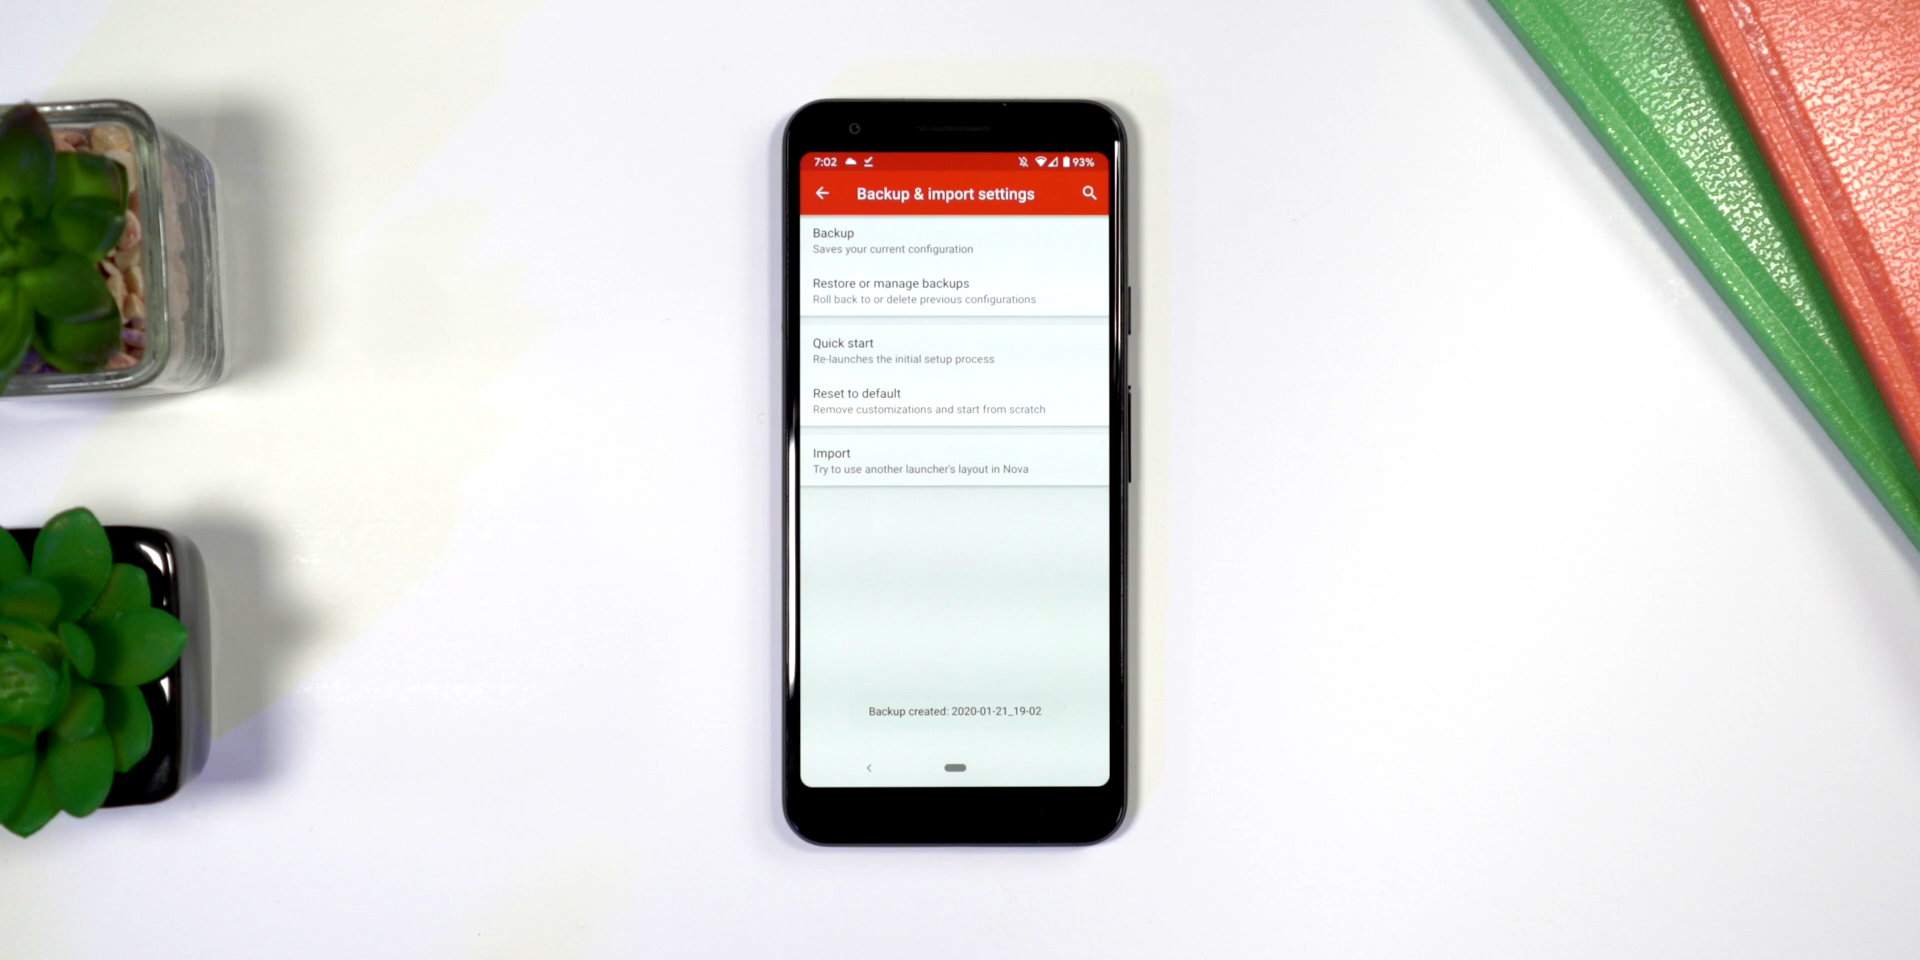 7:02
93%
Backup & import settings
Backup
Saves your current configuration
Restore or manage backups
Roll back to or delete previous configurations
Quick start
Re-launches the initial setup process
Reset to default
Remove customizations and start from scratch
Import
Try to use another launcher's layout in Nova
Backup created: 2020-01-21_19-02